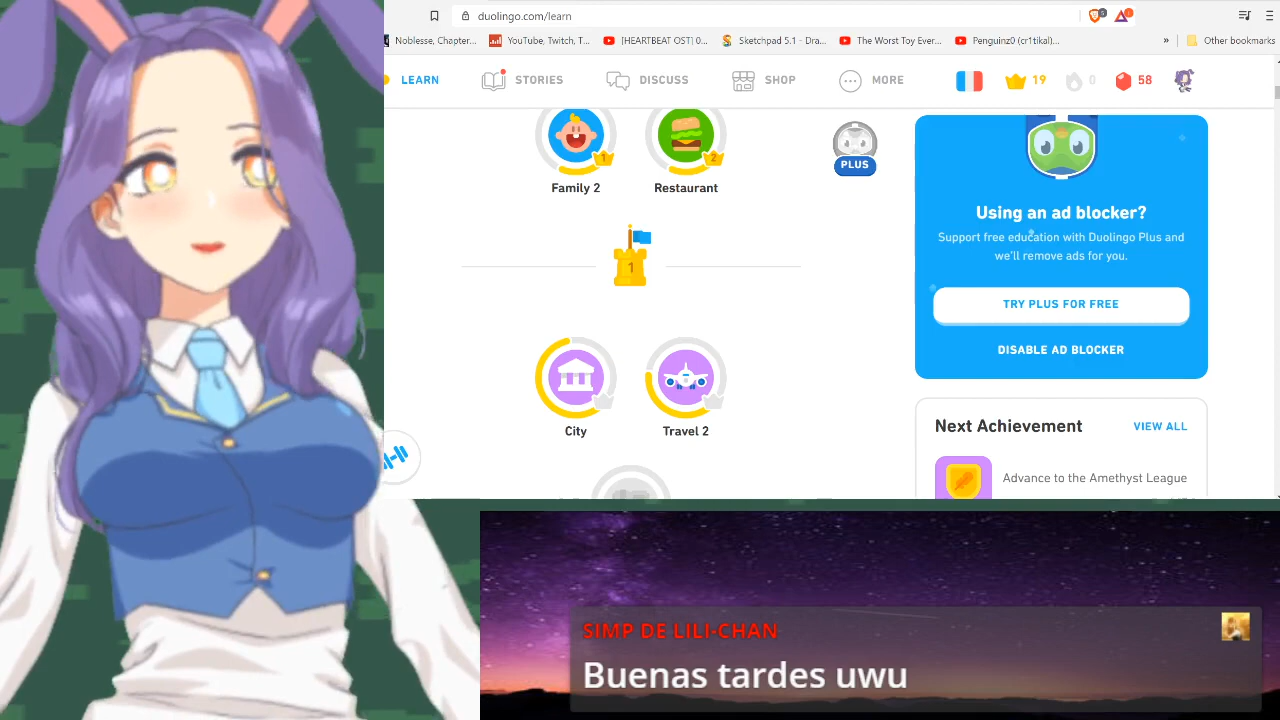 duolingo.com/learn
5
1
Noblesse, Chapter...
YouTube, Twitch, T...
[HEARTBEAT OST] 0...
Sketchpad 5.1 - Dra...
The Worst Toy Ever...
Penguinz0 (cr1tikal)...
»
Other bookmarks
LEARN
STORIES
DISCUSS
SHOP
MORE
19
0
58
1
2
Family 2
Restaurant
PLUS
1
City
Travel 2
Using an ad blocker?
Support free education with Duolingo Plus and
we'll remove ads for you.
TRY PLUS FOR FREE
DISABLE AD BLOCKER
Next Achievement
VIEW ALL
Advance to the Amethyst League
SIMP DE LILI-CHAN
Buenas tardes uwu